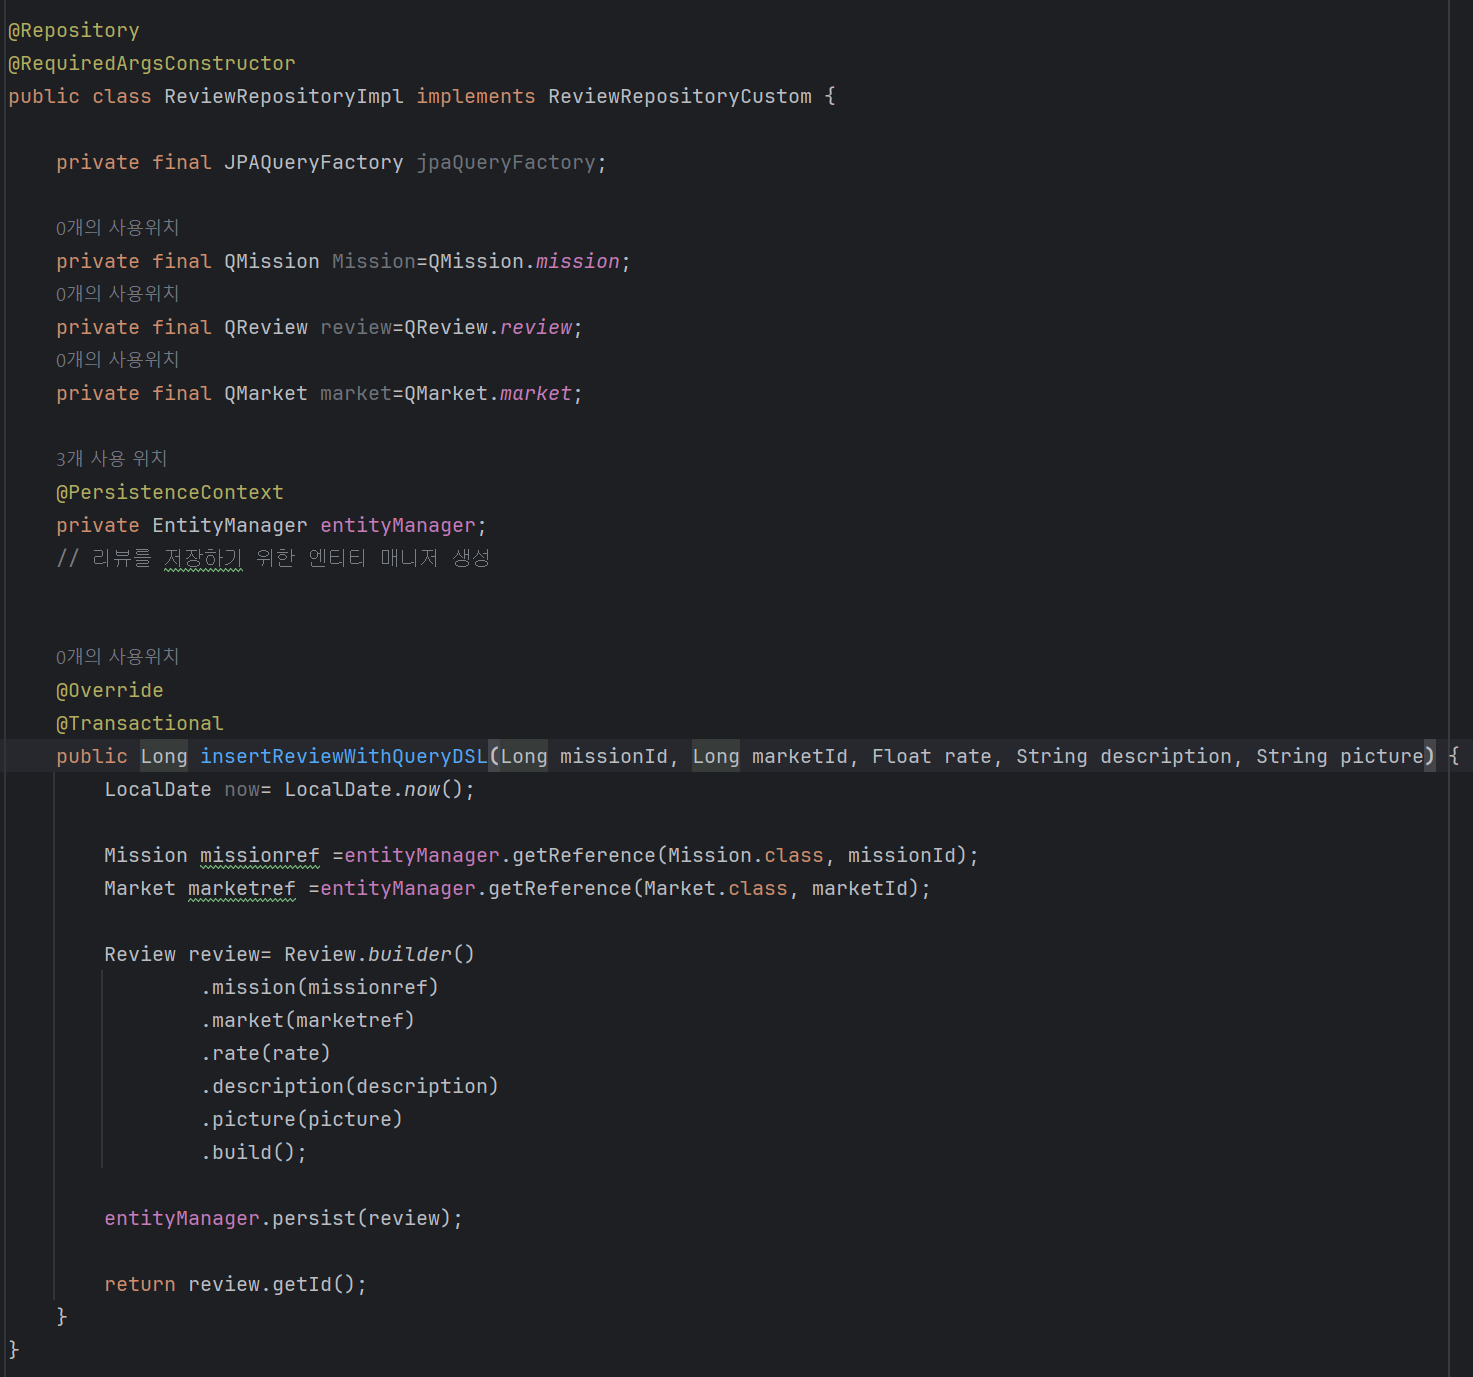 @Repository
@RequiredArgsConstructor
public class ReviewRepositoryImpl implements ReviewRepositoryCustom {
private final JPAQueryFactory jpaQueryFactory;
0개의 사용위치
private final QMission Mission=QMission.mission;
0개의 사용위치
private final QReview review=QReview.review;
0개의 사용위치
private final QMarket market=QMarket.market;
3개 사용 위치
@PersistenceContext
private EntityManager entityManager;
// 리뷰를 저장하기 위한 엔티티 매니저 생성
0개의 사용위치
@Override
@Transactional
public Long insertReviewWithQueryDSL(Long missionId, Long marketId, Float rate, String description, String picture) {
LocalDate now= LocalDate.now();
Mission missionref =entityManager.getReference(Mission.class, missionId);
Market marketref =entityManager.getReference(Market.class, marketId);
Review review= Review.builder()
.mission(missionref)
.market(marketref)
.rate(rate)
.description(description)
.picture(picture)
.build();
entityManager.persist(review);
return review.getId();
}
}